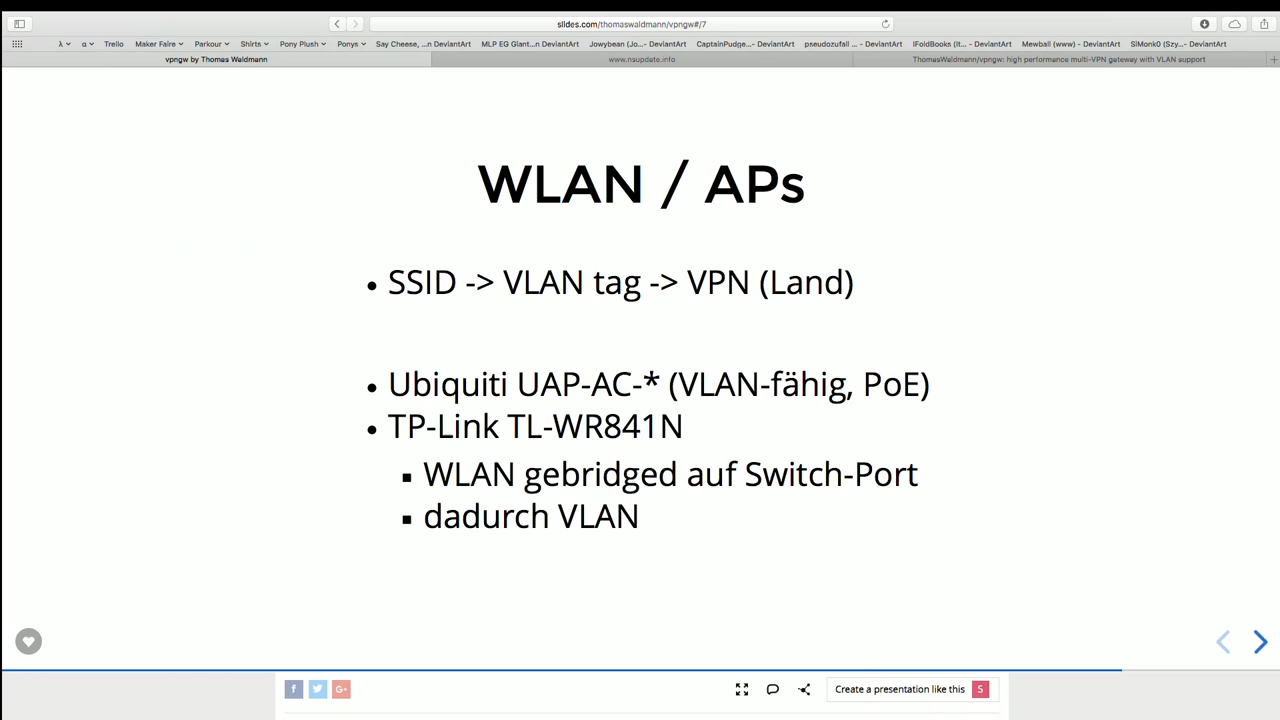 slides.com/thomaswaldmann/vpngw#/7
λ α Trello Maker Faire Parkour Shirts Pony Plush Ponys Say Cheese, ...n DeviantArt MLP EG Giant...n DeviantArt Jowybean (Jo...- DeviantArt CaptainPudge...- DeviantArt pseudozufall ... - DeviantArt IFoldBooks (It... - DeviantArt Mewball (www) - DeviantArt SiMonk0 (Szy...- DeviantArt
vpngw by Thomas Waldmann www.nsupdate.info ThomasWaldmann/vpngw: high performance multi-VPN gateway with VLAN support
WLAN / APs
• SSID -> VLAN tag -> VPN (Land)
• Ubiquiti UAP-AC-* (VLAN-fähig, PoE)
• TP-Link TL-WR841N
▪ WLAN gebridged auf Switch-Port
▪ dadurch VLAN
Create a presentation like this S